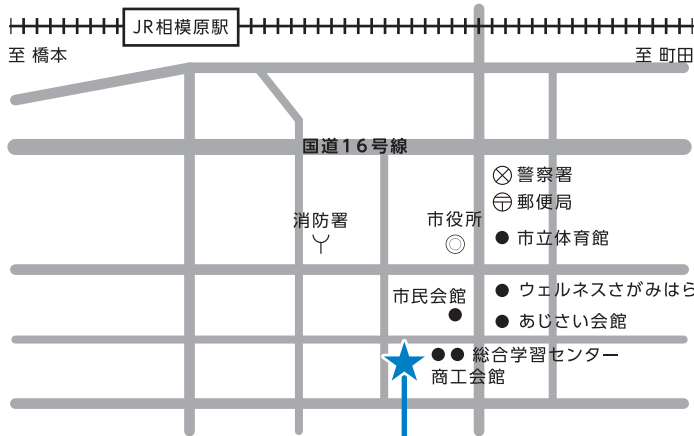 JR相模原駅
至 橋本
至 町田
国道16号線
警察署
郵便局
消防署
市役所
市立体育館
市民会館
ウェルネスさがみはら
あじさい会館
総合学習センター
商工会館